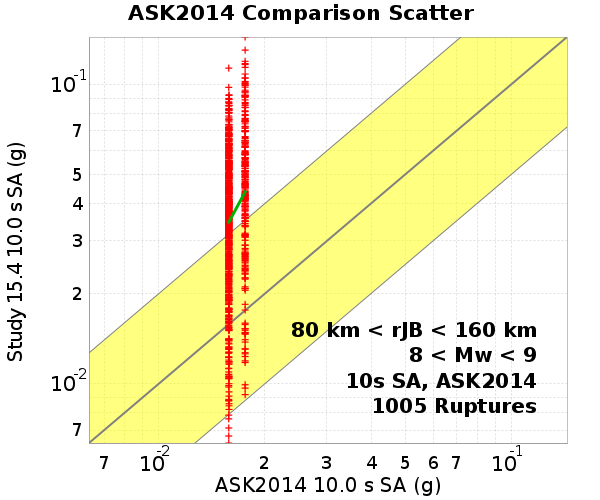 ASK2014 Comparison Scatter
Study 15.4 10.0 s SA (g)
10-1
7
5
4
3
2
10-2
7
80 km < rJB < 160 km
8 < Mw < 9
10s SA, ASK2014
1005 Ruptures
7 10-2 2 3 4 5 6 7 10-1
ASK2014 10.0 s SA (g)